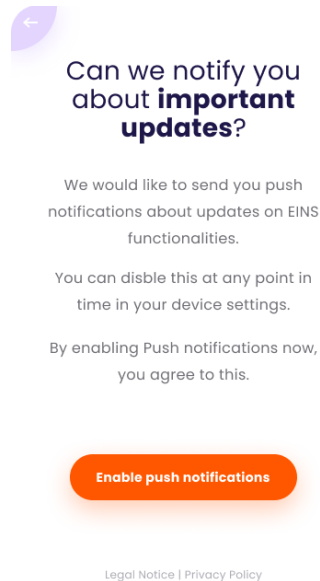 Can we notify you
about important
updates?
We would like to send you push
notifications about updates on EINS
functionalities.
You can disble this at any point in
time in your device settings.
By enabling Push notifications now,
you agree to this.
Enable push notifications
Legal Notice | Privacy Policy